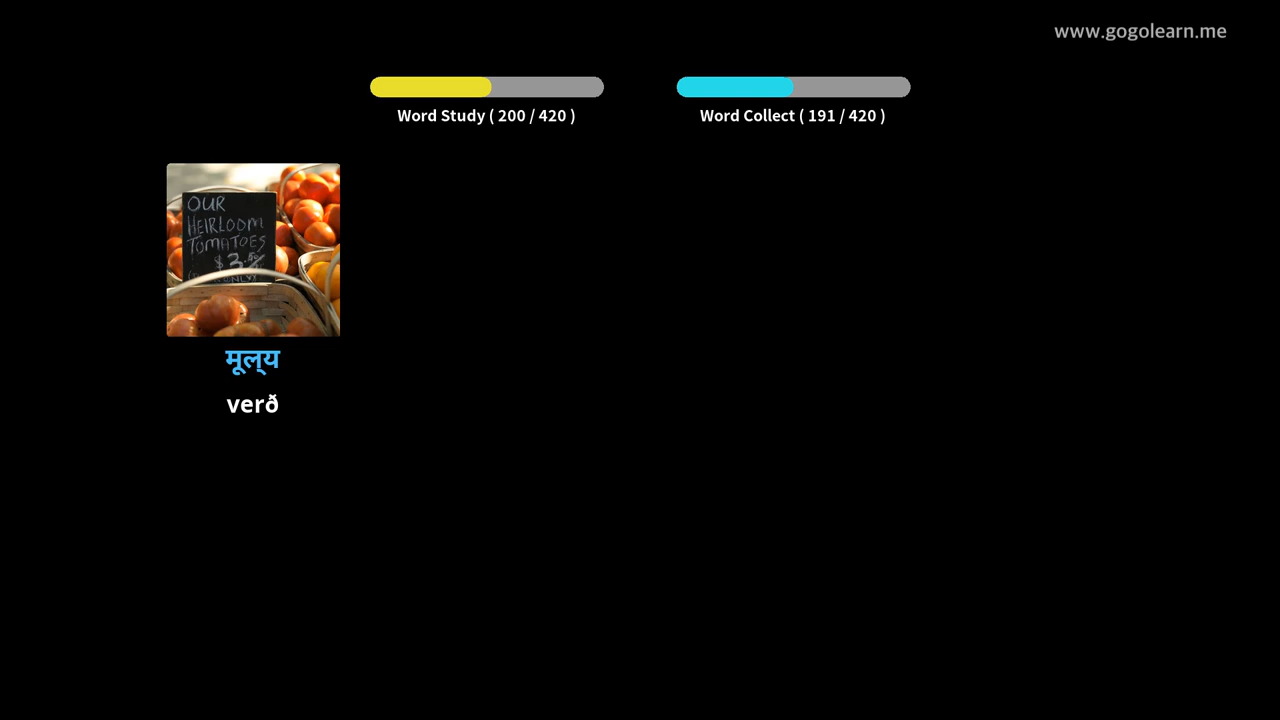 www.gogolearn.me
Word Study ( 200 / 420 )
Word Collect ( 191 / 420 )
OUR
HEIRLOOM
TOMATOES
मूल्य
verð